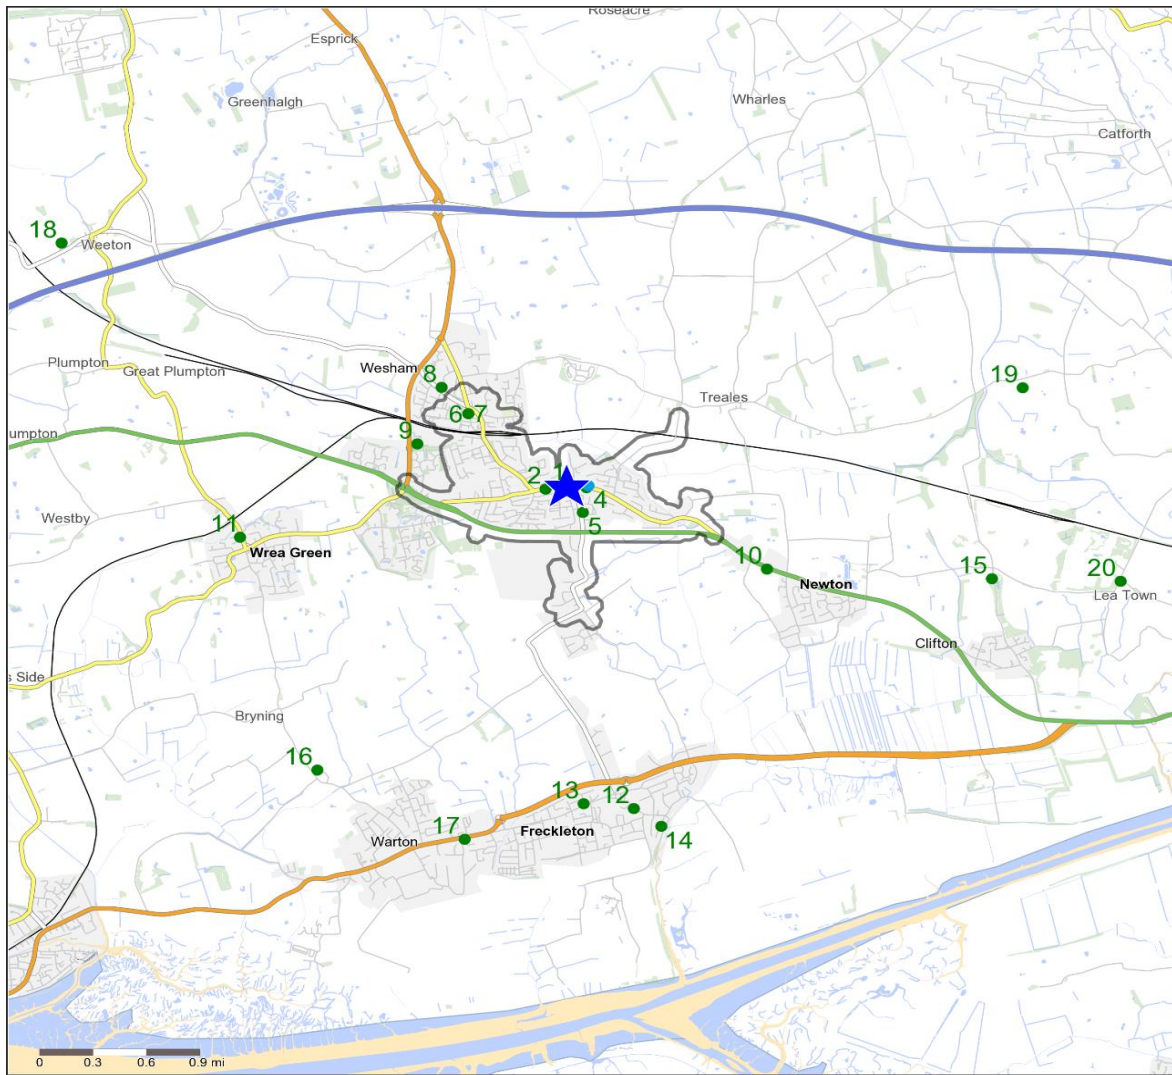 Roseacre
Esprick
Greenhalgh
Wharles
Catforth
18
Weeton
Plumpton
Great Plumpton
Wesham
8
6 7
Treales
19
umpton
9
2
1
4
5
Westby
11
Wrea Green
10
Newton
15
20
Lea Town
Clifton
s Side
Bryning
16
13
12
17
Freckleton
14
Warton
0 0.3 0.6 0.9 mi